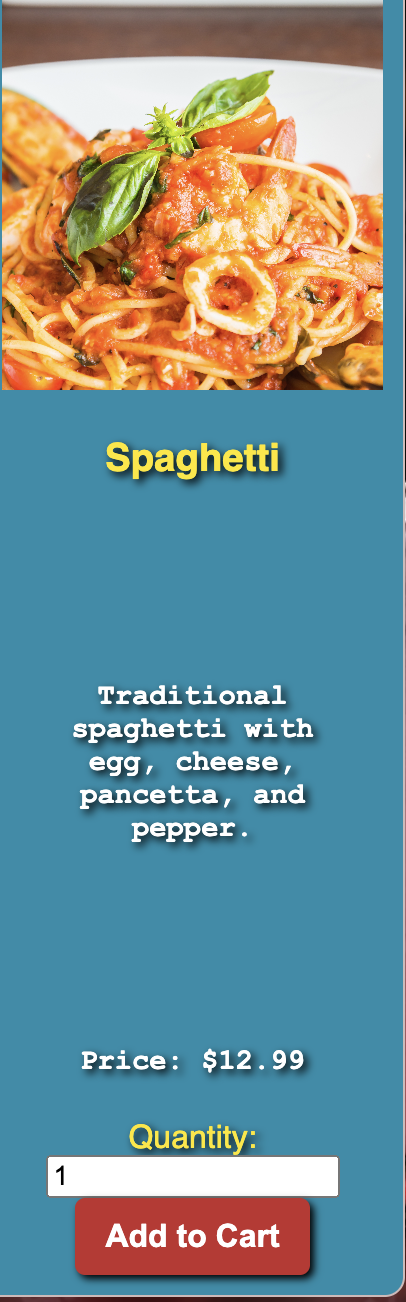 Spaghetti
Traditional
spaghetti with
egg, cheese,
pancetta, and
pepper.
Price: $12.99
Quantity:
1
Add to Cart